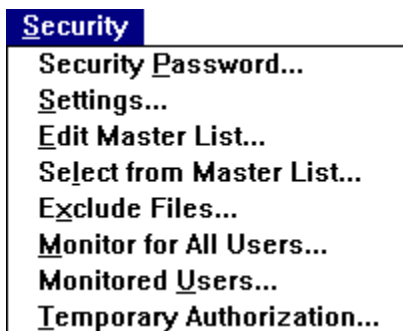 Security
Security Password...
Settings...
Edit Master List...
Select from Master List...
Exclude Files...
Monitor for All Users...
Monitored Users...
Temporary Authorization...